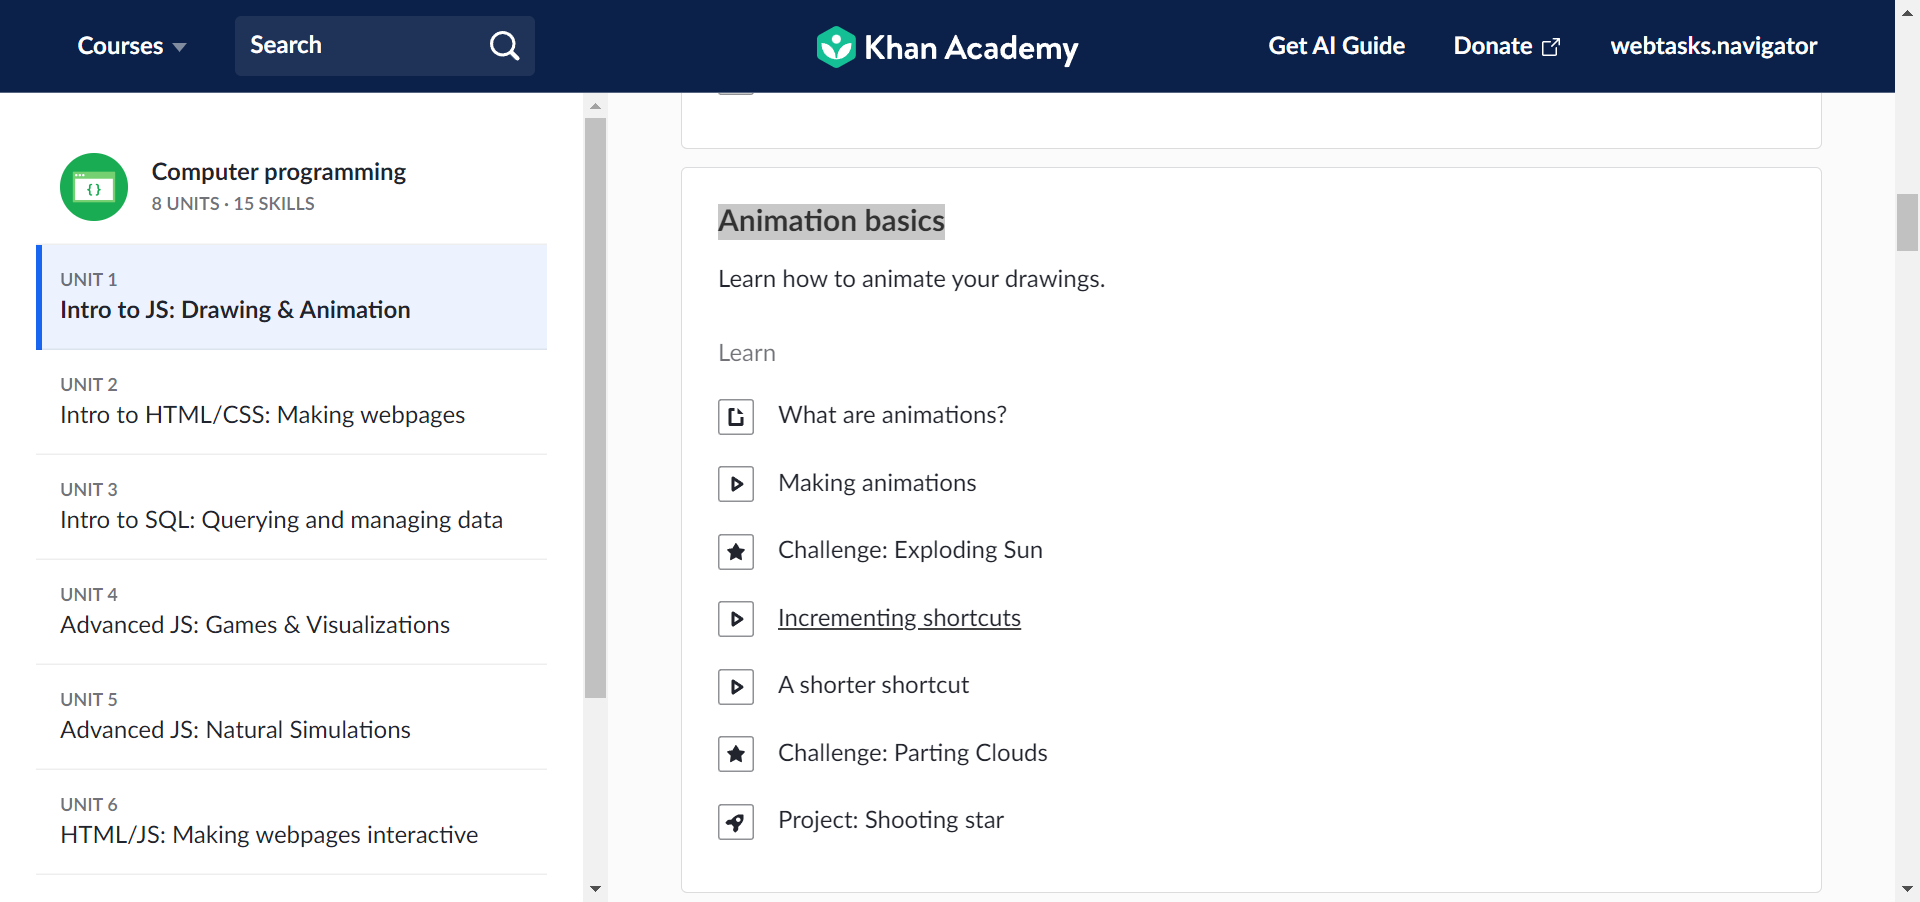 Courses
Search
Khan Academy
Get AI Guide
Donate
webtasks.navigator
Computer programming
8 UNITS · 15 SKILLS
UNIT 1
Intro to JS: Drawing & Animation
UNIT 2
Intro to HTML/CSS: Making webpages
UNIT 3
Intro to SQL: Querying and managing data
UNIT 4
Advanced JS: Games & Visualizations
UNIT 5
Advanced JS: Natural Simulations
UNIT 6
HTML/JS: Making webpages interactive
Animation basics
Learn how to animate your drawings.
Learn
What are animations?
Making animations
Challenge: Exploding Sun
Incrementing shortcuts
A shorter shortcut
Challenge: Parting Clouds
Project: Shooting star